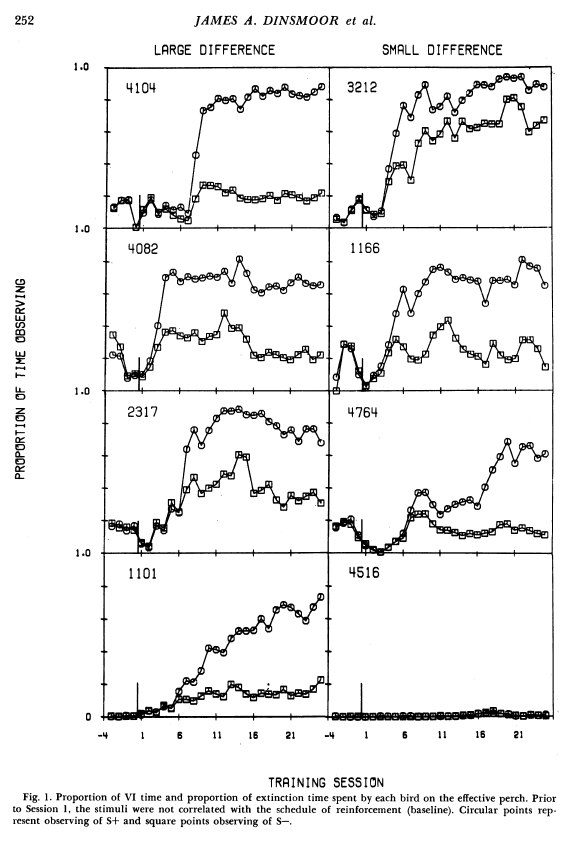 252 JAMES A. DINSMOOR et al.
LARGE DIFFERENCE SMALL DIFFERENCE
1.0
4104 3212
1.0
4082 1166
1.0
2317 4764
1.0
1101 4516
0
PROPORTION OF TIME OBSERVING
-4 1 6 11 16 21 -4 1 6 11 16 21
TRAINING SESSION
Fig. 1. Proportion of VI time and proportion of extinction time spent by each bird on the effective perch. Prior
to Session 1, the stimuli were not correlated with the schedule of reinforcement (baseline). Circular points rep-
resent observing of S+ and square points observing of S−.